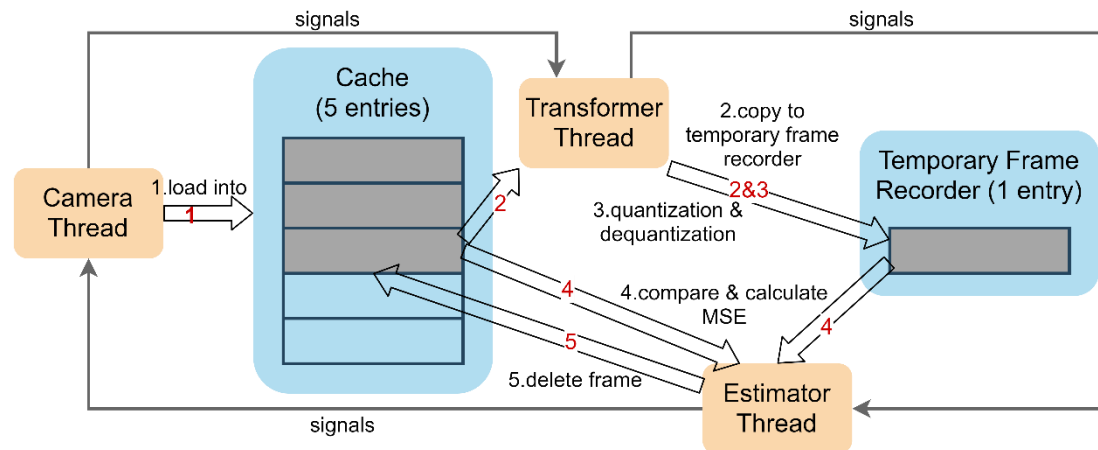 signals
signals
Cache
(5 entries)
Transformer
Thread
2.copy to
temporary frame
recorder
Temporary Frame
Recorder (1 entry)
Camera
Thread
1.load into
1
2
2&3
3.quantization &
dequantization
4
4.compare & calculate
MSE
4
5
5.delete frame
Estimator
Thread
signals